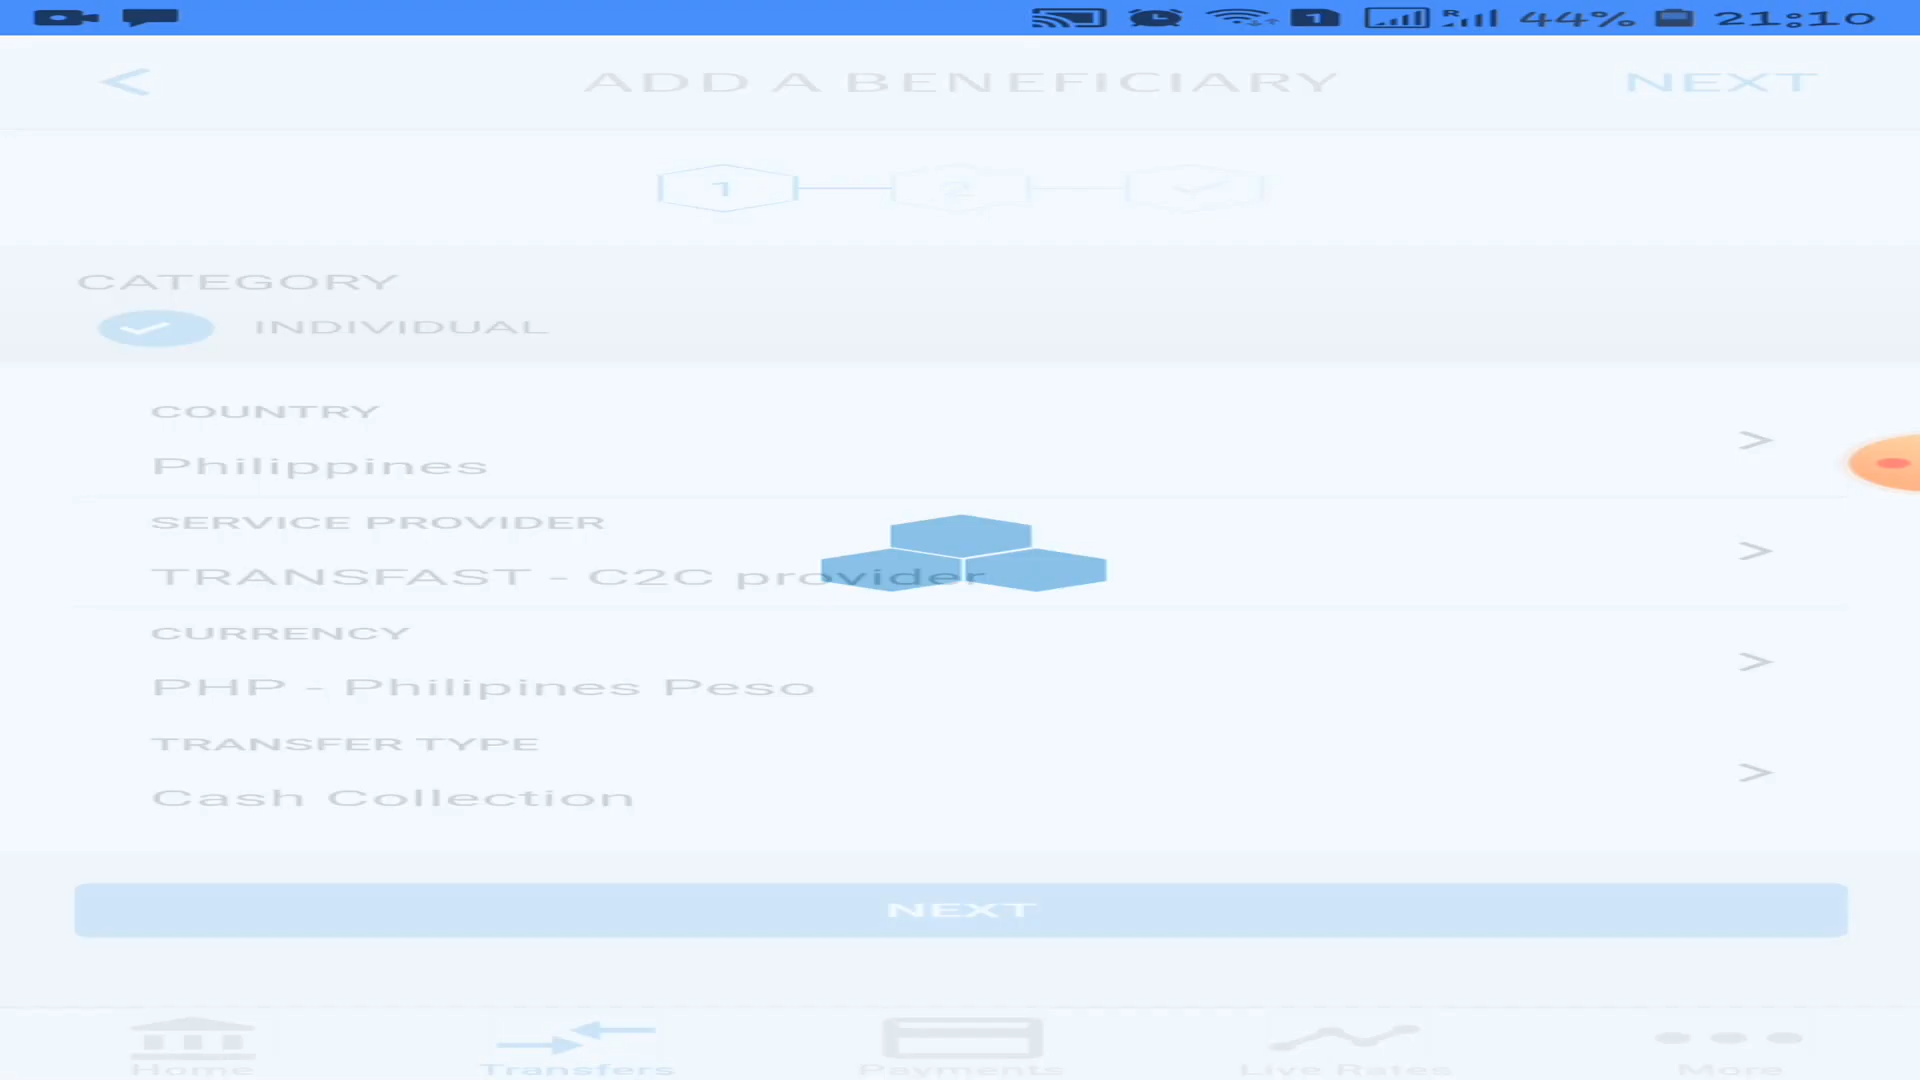 1 R 44% 21:10
< ADD A BENEFICIARY NEXT
1 2
CATEGORY
INDIVIDUAL
COUNTRY
Philippines >
SERVICE PROVIDER
TRANSFAST - C2C provider >
CURRENCY
PHP - Philipines Peso >
TRANSFER TYPE
Cash Collection >
NEXT
Home Transfers Payments Live Rates More